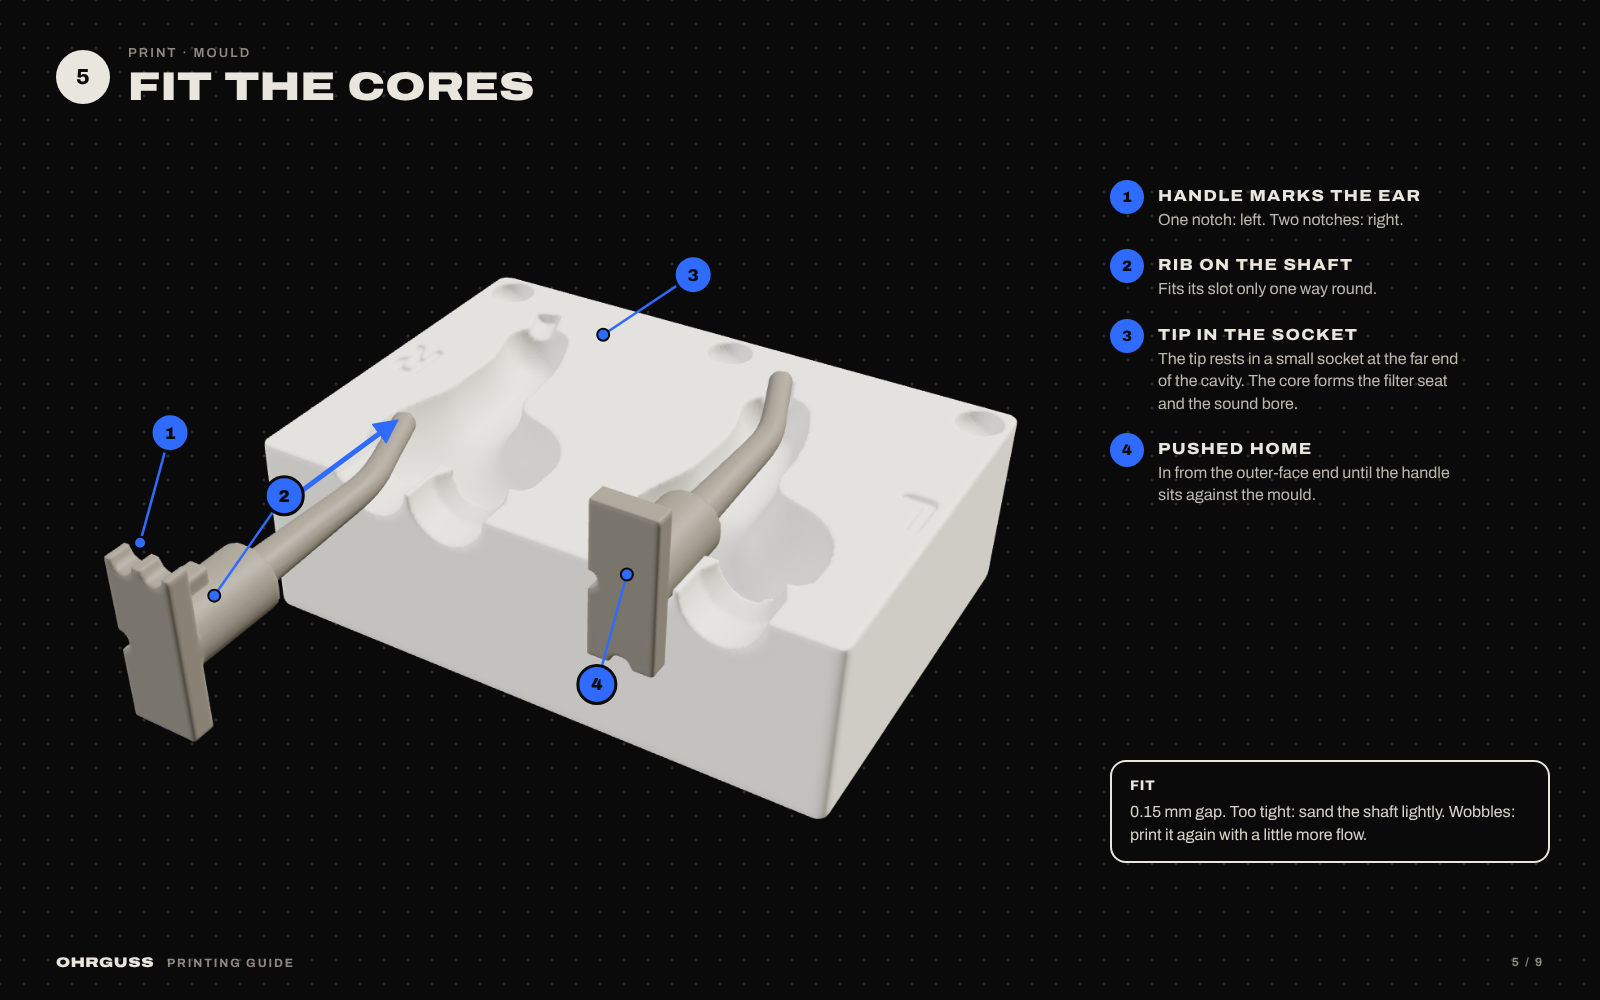 5
PRINT · MOULD
FIT THE CORES
1
2
3
4
1
HANDLE MARKS THE EAR
One notch: left. Two notches: right.
2
RIB ON THE SHAFT
Fits its slot only one way round.
3
TIP IN THE SOCKET
The tip rests in a small socket at the far end
of the cavity. The core forms the filter seat
and the sound bore.
4
PUSHED HOME
In from the outer-face end until the handle
sits against the mould.
FIT
0.15 mm gap. Too tight: sand the shaft lightly. Wobbles:
print it again with a little more flow.
OHRGUSS PRINTING GUIDE
5 / 9